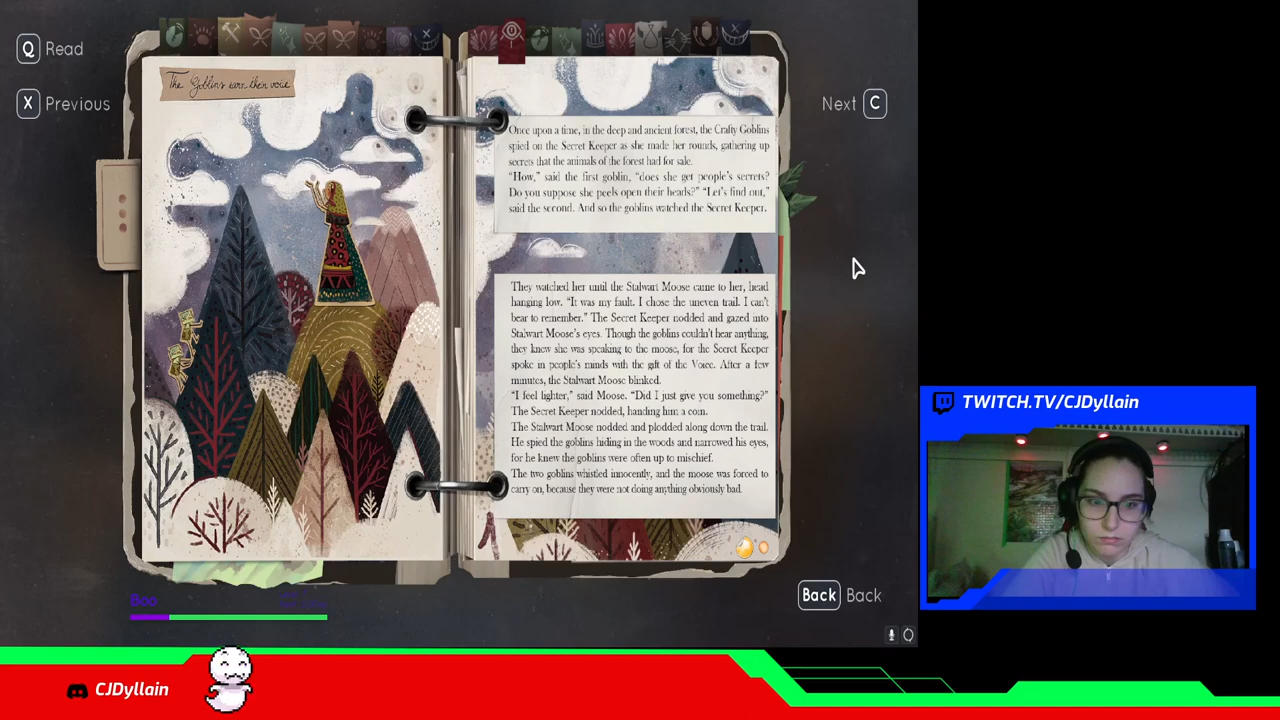 Q Read
X Previous
The Goblins earn their voice
Next C
Once upon a time, in the deep and ancient forest, the Crafty Goblins
spied on the Secret Keeper as she made her rounds, gathering up
secrets that the animals of the forest had for sale.
“How,” said the first goblin, “does she get people’s secrets?
Do you suppose she peels open their heads?” “Let’s find out,”
said the second. And so the goblins watched the Secret Keeper.
They watched her until the Stalwart Moose came to her, head
hanging low. “It was my fault. I chose the uneven trail. I can’t
bear to remember.” The Secret Keeper nodded and gazed into
Stalwart Moose’s eyes. Though the goblins couldn’t hear anything,
they knew she was speaking to the moose, for the Secret Keeper
spoke in people’s minds with the gift of the Voice. After a few
minutes, the Stalwart Moose blinked.
“I feel lighter,” said Moose. “Did I just give you something?”
The Secret Keeper nodded, handing him a coin.
The Stalwart Moose nodded and plodded along down the trail.
He spied the goblins hiding in the woods and narrowed his eyes,
for he knew the goblins were often up to mischief.
The two goblins whistled innocently, and the moose was forced to
carry on, because they were not doing anything obviously bad.
Back Back
Boo
TWITCH.TV/CJDyllain
CJDyllain